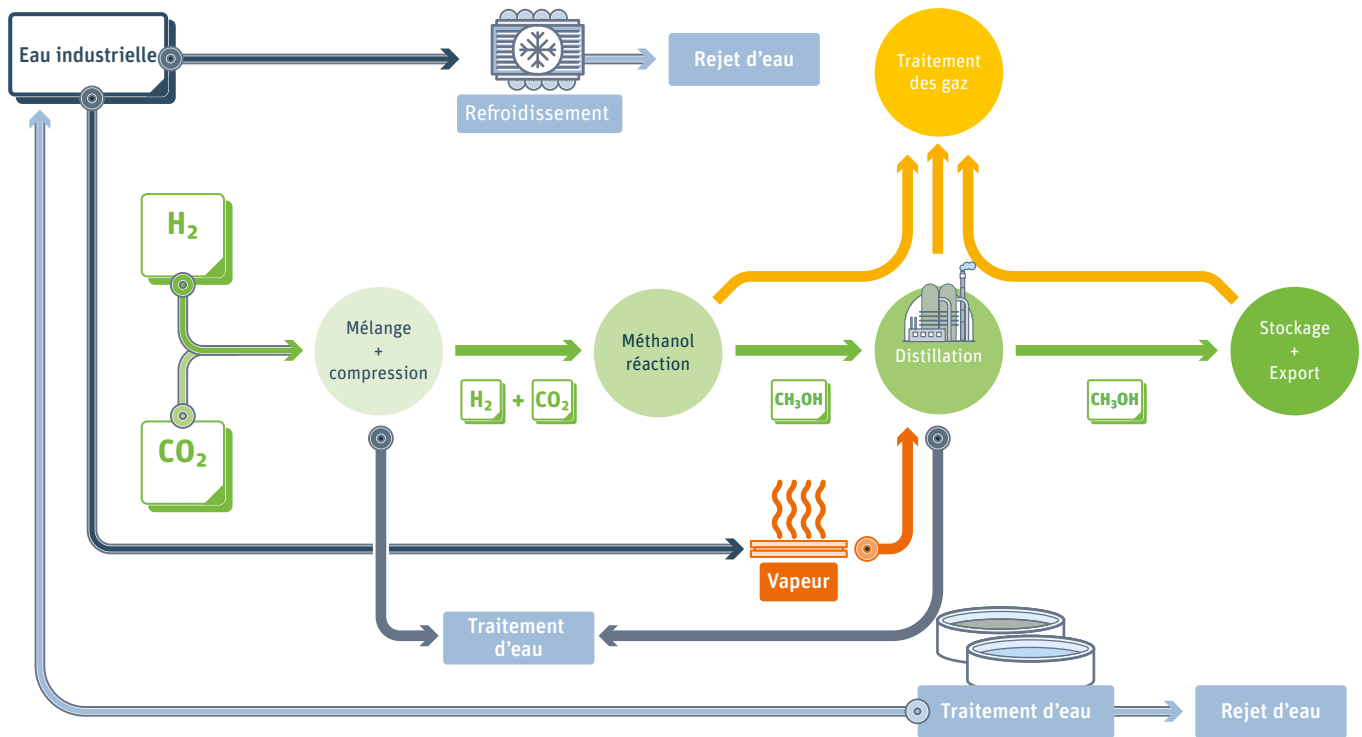 Eau industrielle
Refroidissement
Rejet d'eau
Traitement
des gaz
H₂
CO₂
Mélange
+
compression
H₂ + CO₂
Méthanol
réaction
CH₃OH
Distillation
CH₃OH
Stockage
+
Export
Vapeur
Traitement
d'eau
Traitement d'eau
Rejet d'eau